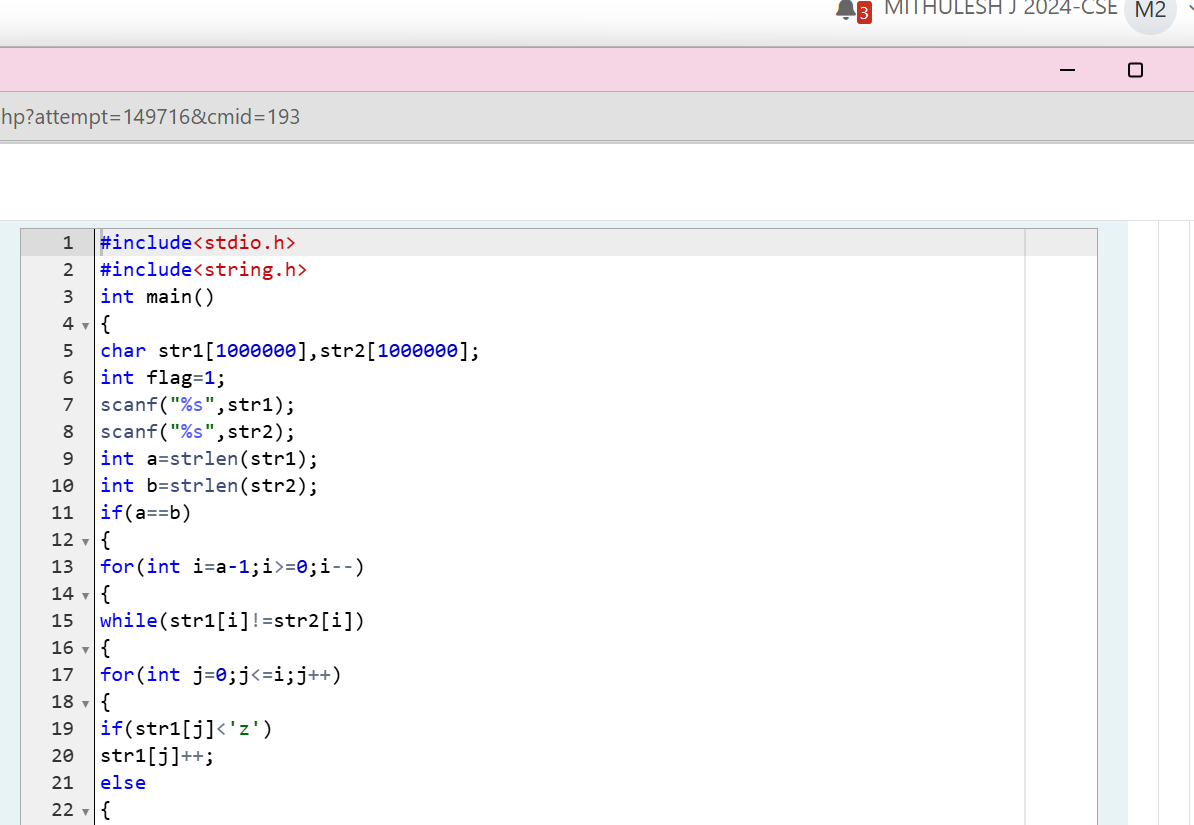 3 MITHULESH J 2024-CSE M2
hp?attempt=149716&cmid=193
1 #include<stdio.h>
2 #include<string.h>
3 int main()
4 {
5 char str1[1000000],str2[1000000];
6 int flag=1;
7 scanf("%s",str1);
8 scanf("%s",str2);
9 int a=strlen(str1);
10 int b=strlen(str2);
11 if(a==b)
12 {
13 for(int i=a-1;i>=0;i--)
14 {
15 while(str1[i]!=str2[i])
16 {
17 for(int j=0;j<=i;j++)
18 {
19 if(str1[j]<'z')
20 str1[j]++;
21 else
22 {